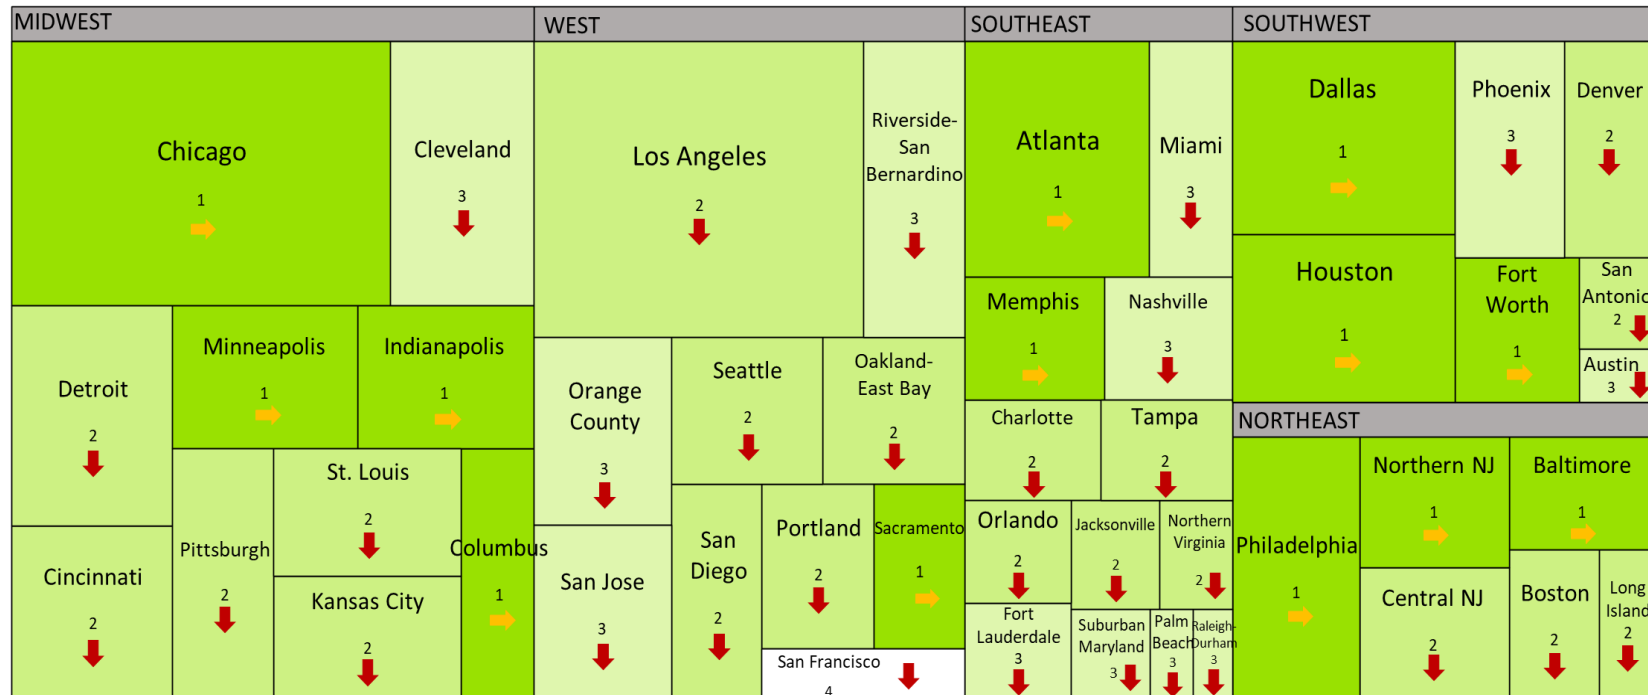 MIDWEST
Chicago
1
Cleveland
3
Detroit
2
Minneapolis
1
Indianapolis
1
Cincinnati
2
Pittsburgh
2
St. Louis
2
Kansas City
2
Columbus
1
WEST
Los Angeles
2
Riverside-
San
Bernardino
3
Orange
County
3
Seattle
2
Oakland-
East Bay
2
San Jose
3
San
Diego
2
Portland
2
Sacramento
1
San Francisco
4
SOUTHEAST
Atlanta
1
Miami
3
Memphis
1
Nashville
3
Charlotte
2
Tampa
2
Orlando
2
Jacksonville
2
Northern
Virginia
2
Fort
Lauderdale
3
Suburban
Maryland
3
Palm
Beach
3
Raleigh-
Durham
3
SOUTHWEST
Dallas
1
Phoenix
3
Denver
2
Houston
1
Fort
Worth
1
San
Antonio
2
Austin
3
NORTHEAST
Philadelphia
1
Northern NJ
1
Baltimore
1
Central NJ
2
Boston
2
Long
Island
2